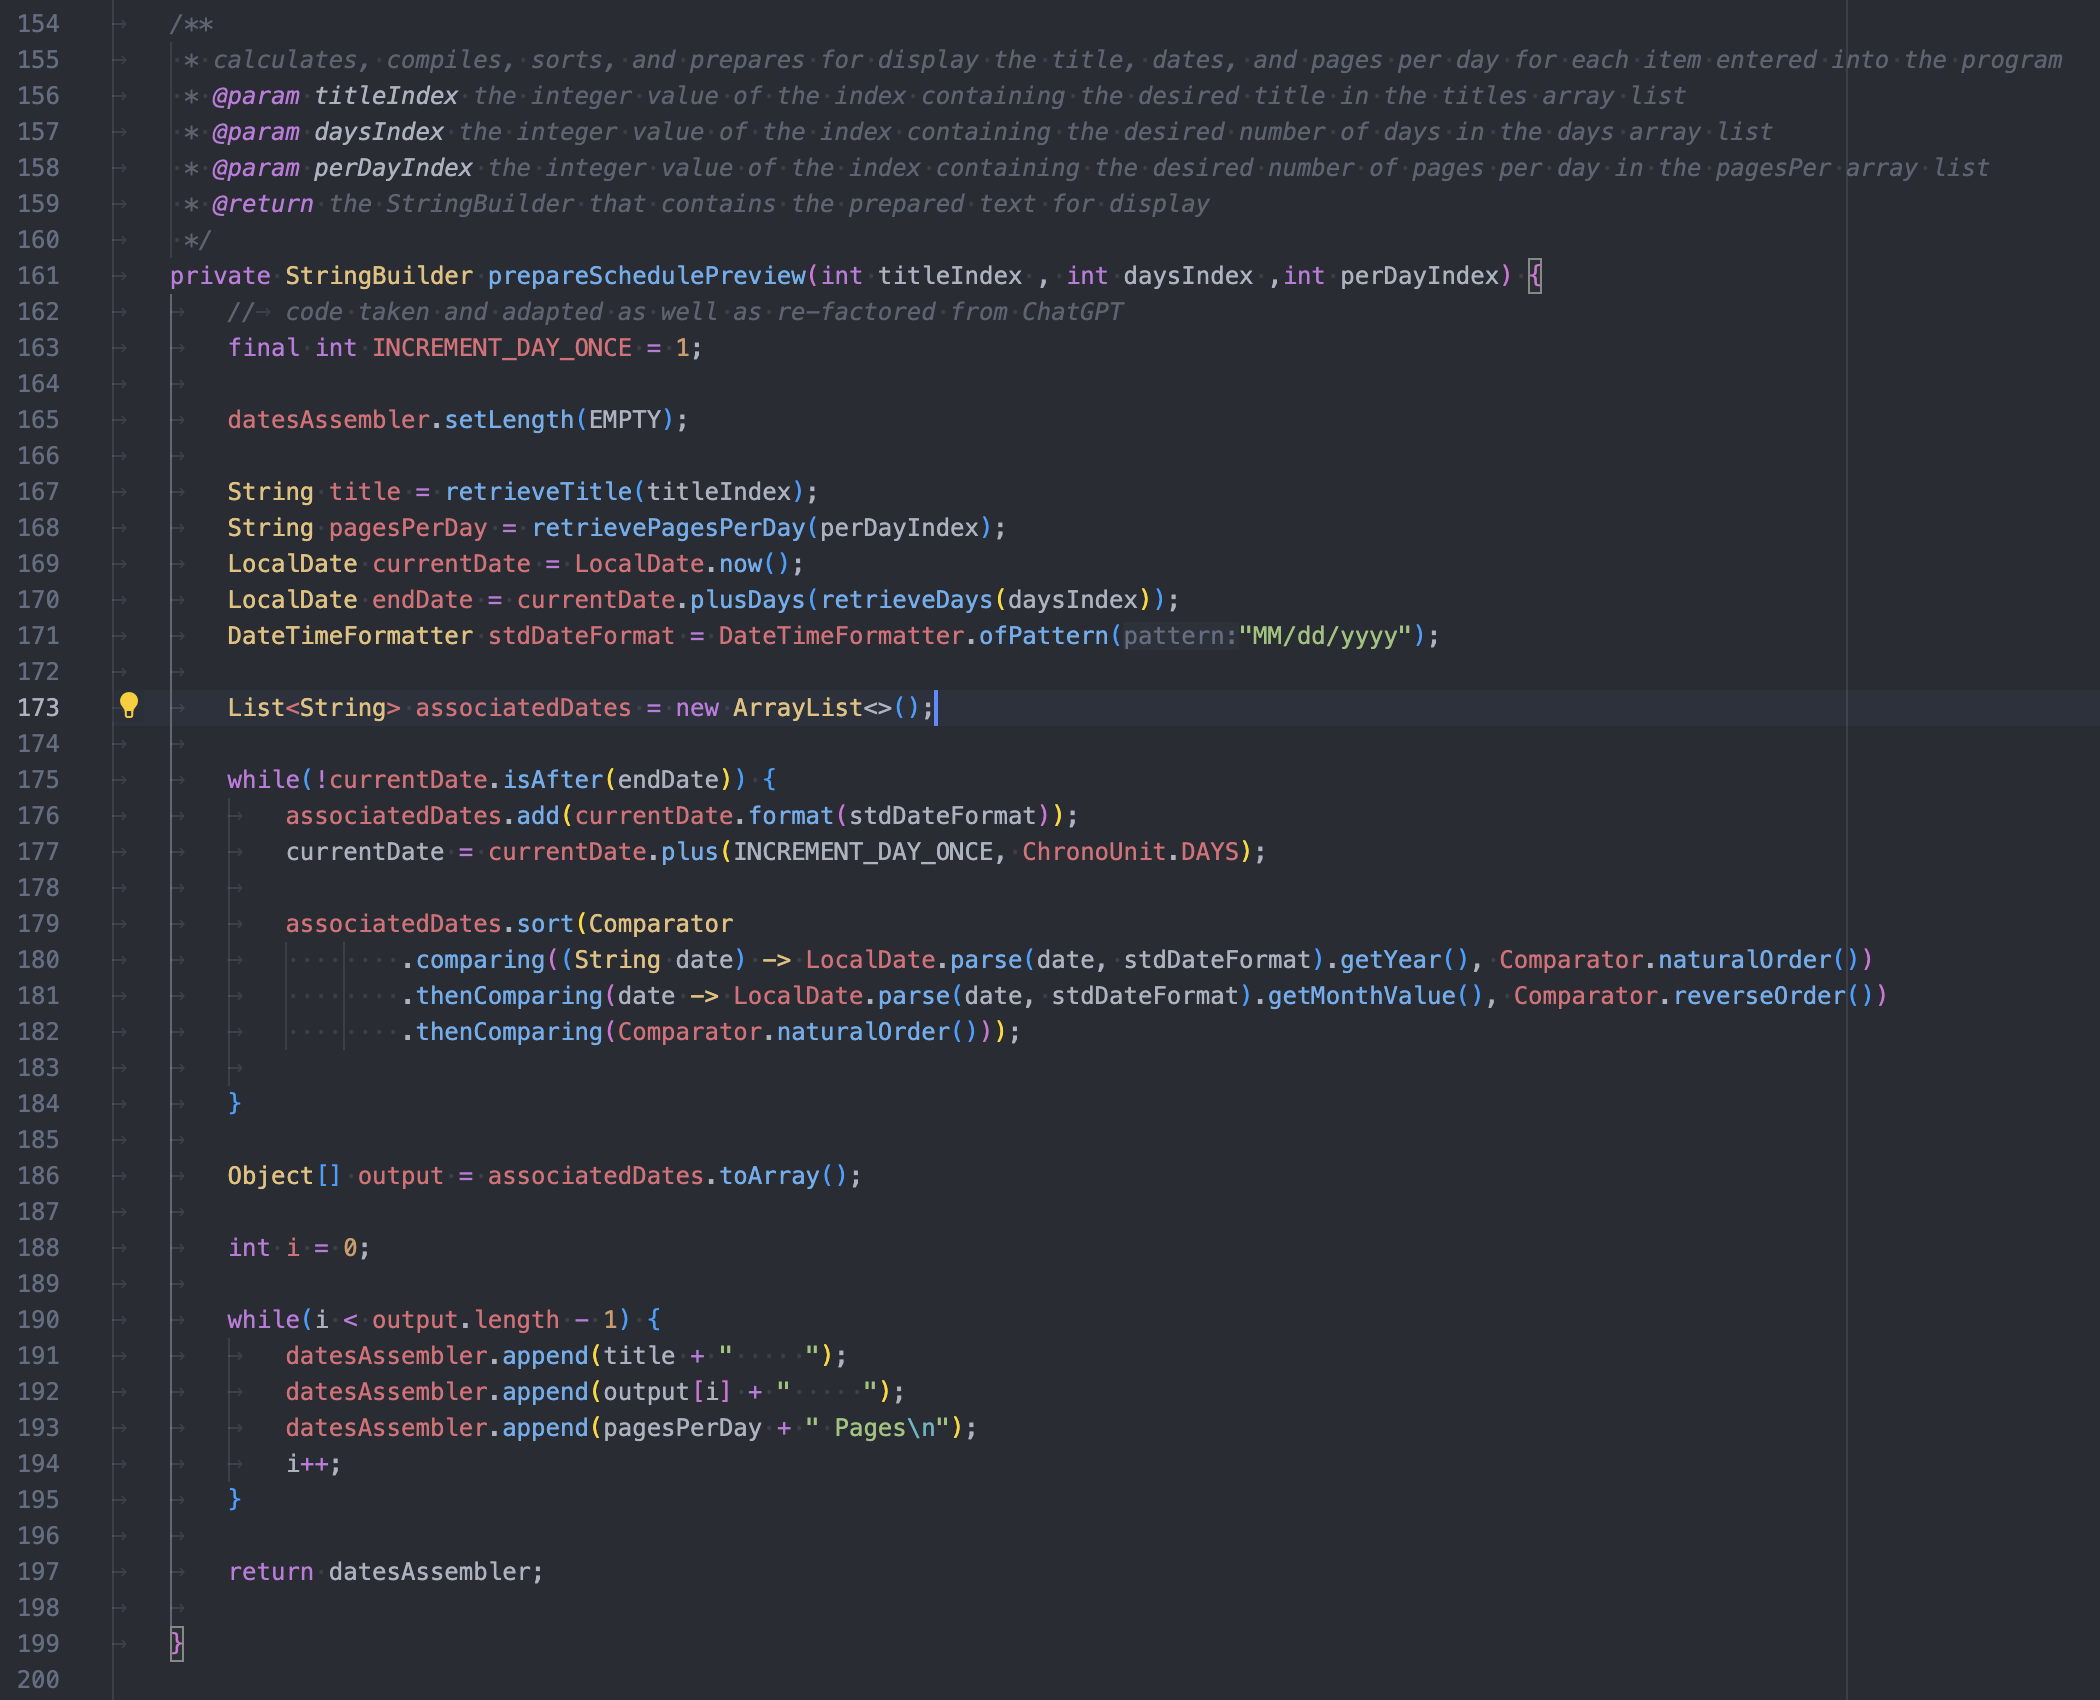 154 /**
155 * calculates, compiles, sorts, and prepares for display the title, dates, and pages per day for each item entered into the program
156 * @param titleIndex the integer value of the index containing the desired title in the titles array list
157 * @param daysIndex the integer value of the index containing the desired number of days in the days array list
158 * @param perDayIndex the integer value of the index containing the desired number of pages per day in the pagesPer array list
159 * @return the StringBuilder that contains the prepared text for display
160 */
161 private StringBuilder prepareSchedulePreview(int titleIndex , int daysIndex ,int perDayIndex) {
162 // code taken and adapted as well as re-factored from ChatGPT
163 final int INCREMENT_DAY_ONCE = 1;
164
165 datesAssembler.setLength(EMPTY);
166
167 String title = retrieveTitle(titleIndex);
168 String pagesPerDay = retrievePagesPerDay(perDayIndex);
169 LocalDate currentDate = LocalDate.now();
170 LocalDate endDate = currentDate.plusDays(retrieveDays(daysIndex));
171 DateTimeFormatter stdDateFormat = DateTimeFormatter.ofPattern(pattern:"MM/dd/yyyy");
172
173 List<String> associatedDates = new ArrayList<>();
174
175 while(!currentDate.isAfter(endDate)) {
176 associatedDates.add(currentDate.format(stdDateFormat));
177 currentDate = currentDate.plus(INCREMENT_DAY_ONCE, ChronoUnit.DAYS);
178
179 associatedDates.sort(Comparator
180 .comparing((String date) -> LocalDate.parse(date, stdDateFormat).getYear(), Comparator.naturalOrder())
181 .thenComparing(date -> LocalDate.parse(date, stdDateFormat).getMonthValue(), Comparator.reverseOrder())
182 .thenComparing(Comparator.naturalOrder()));
183
184 }
185
186 Object[] output = associatedDates.toArray();
187
188 int i = 0;
189
190 while(i < output.length - 1) {
191 datesAssembler.append(title + "     ");
192 datesAssembler.append(output[i] + "     ");
193 datesAssembler.append(pagesPerDay + " Pages\n");
194 i++;
195 }
196
197 return datesAssembler;
198
199 }
200